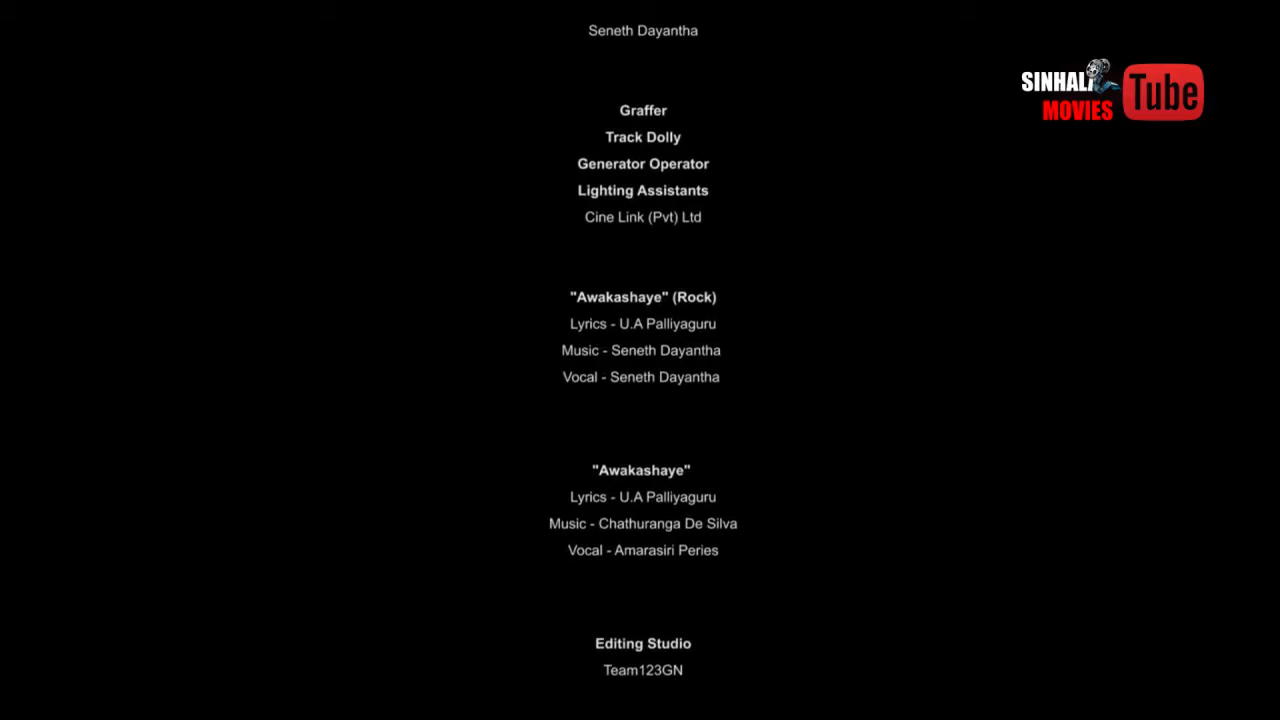 Seneth Dayantha
SINHALA
MOVIES
Tube
Graffer
Track Dolly
Generator Operator
Lighting Assistants
Cine Link (Pvt) Ltd
"Awakashaye" (Rock)
Lyrics - U.A Palliyaguru
Music - Seneth Dayantha
Vocal - Seneth Dayantha
"Awakashaye"
Lyrics - U.A Palliyaguru
Music - Chathuranga De Silva
Vocal - Amarasiri Peries
Editing Studio
Team123GN